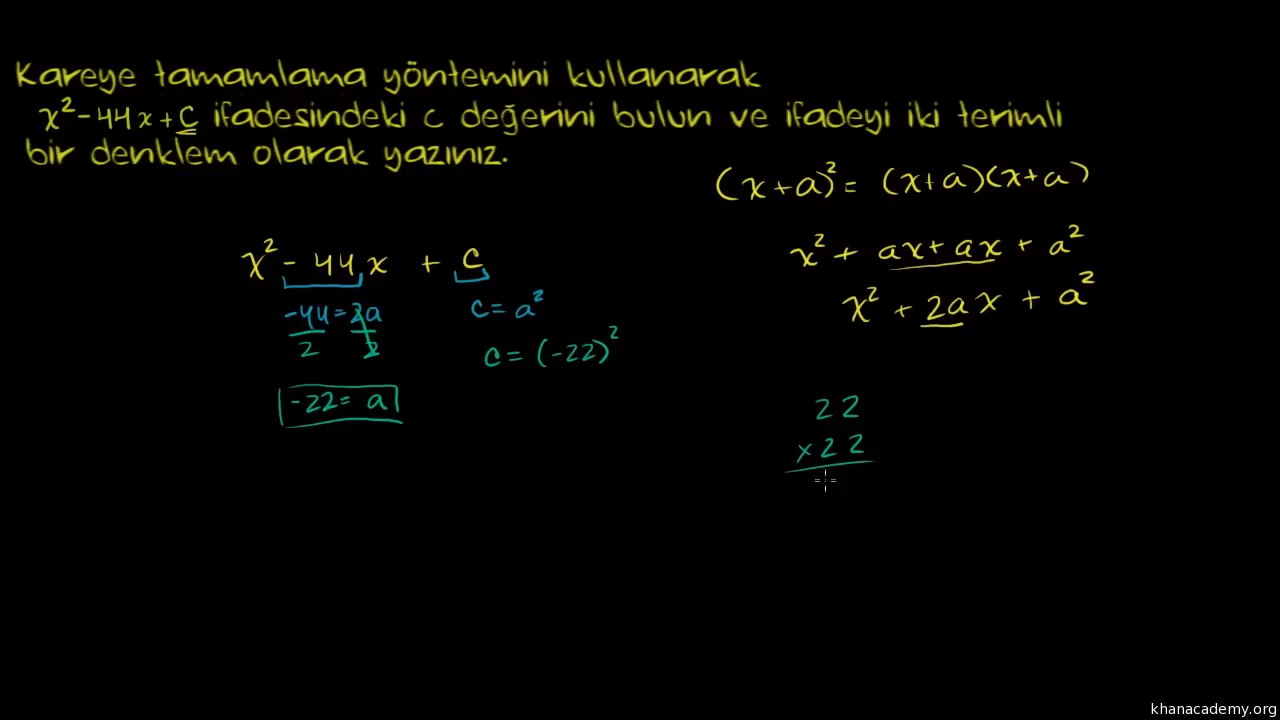 Kareye tamamlama yöntemini kullanarak
x² - 44x + c ifadesindeki c değerini bulun ve ifadeyi iki terimli
bir denklem olarak yazınız.
(x+a)² = (x+a)(x+a)
x² + ax + ax + a²
x² + 2ax + a²
x² - 44x + c
-44 = 2a
2 2
-22 = a
c = a²
c = (-22)²
22
x22
khanacademy.org